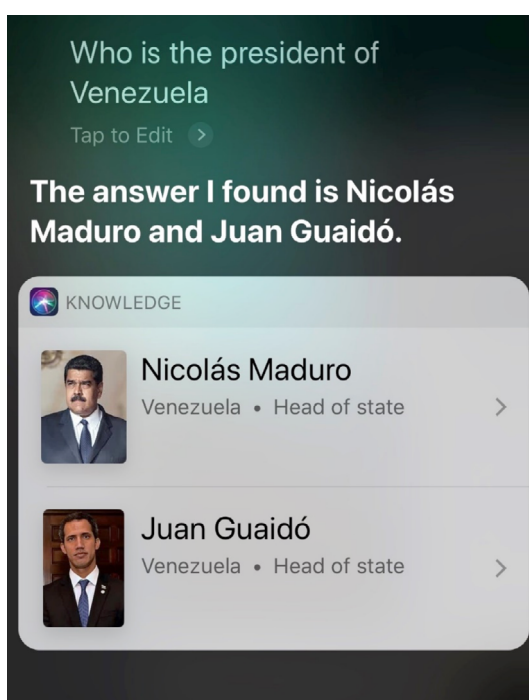 Who is the president of
Venezuela
Tap to Edit >
The answer I found is Nicolás
Maduro and Juan Guaidó.
KNOWLEDGE
Nicolás Maduro
Venezuela • Head of state
Juan Guaidó
Venezuela • Head of state